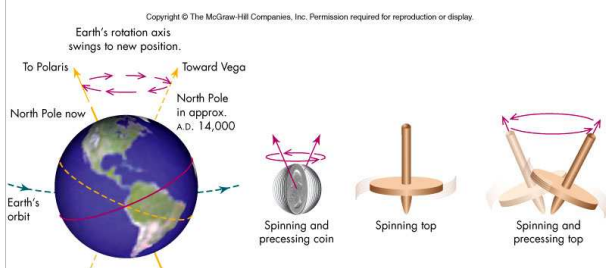 Copyright © The McGraw-Hill Companies, Inc. Permission required for reproduction or display.
Earth's rotation axis
swings to new position.
To Polaris
Toward Vega
North Pole now
North Pole
in approx.
A.D. 14,000
Earth's
orbit
Spinning and
precessing coin
Spinning top
Spinning and
precessing top